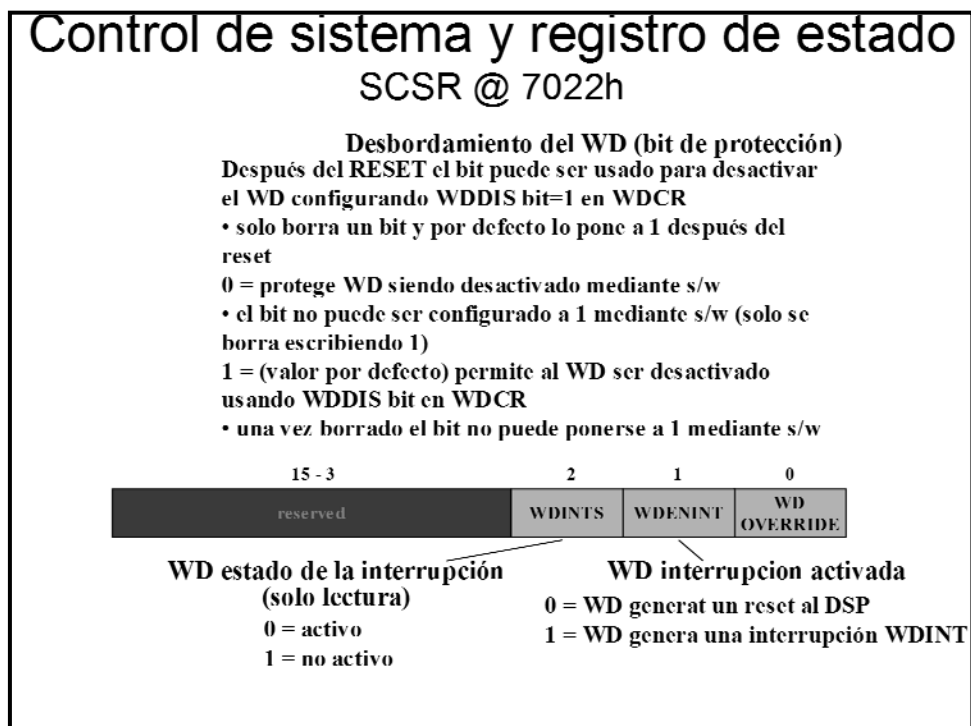 Control de sistema y registro de estado
SCSR @ 7022h
Desbordamiento del WD (bit de protección)
Después del RESET el bit puede ser usado para desactivar
el WD configurando WDDIS bit=1 en WDCR
• solo borra un bit y por defecto lo pone a 1 después del
reset
0 = protege WD siendo desactivado mediante s/w
• el bit no puede ser configurado a 1 mediante s/w (solo se
borra escribiendo 1)
1 = (valor por defecto) permite al WD ser desactivado
usando WDDIS bit en WDCR
• una vez borrado el bit no puede ponerse a 1 mediante s/w
15 - 3 2 1 0
reserved WDINTS WDENINT WD
OVERRIDE
WD estado de la interrupción
(solo lectura)
0 = activo
1 = no activo
WD interrupcion activada
0 = WD generat un reset al DSP
1 = WD genera una interrupción WDINT